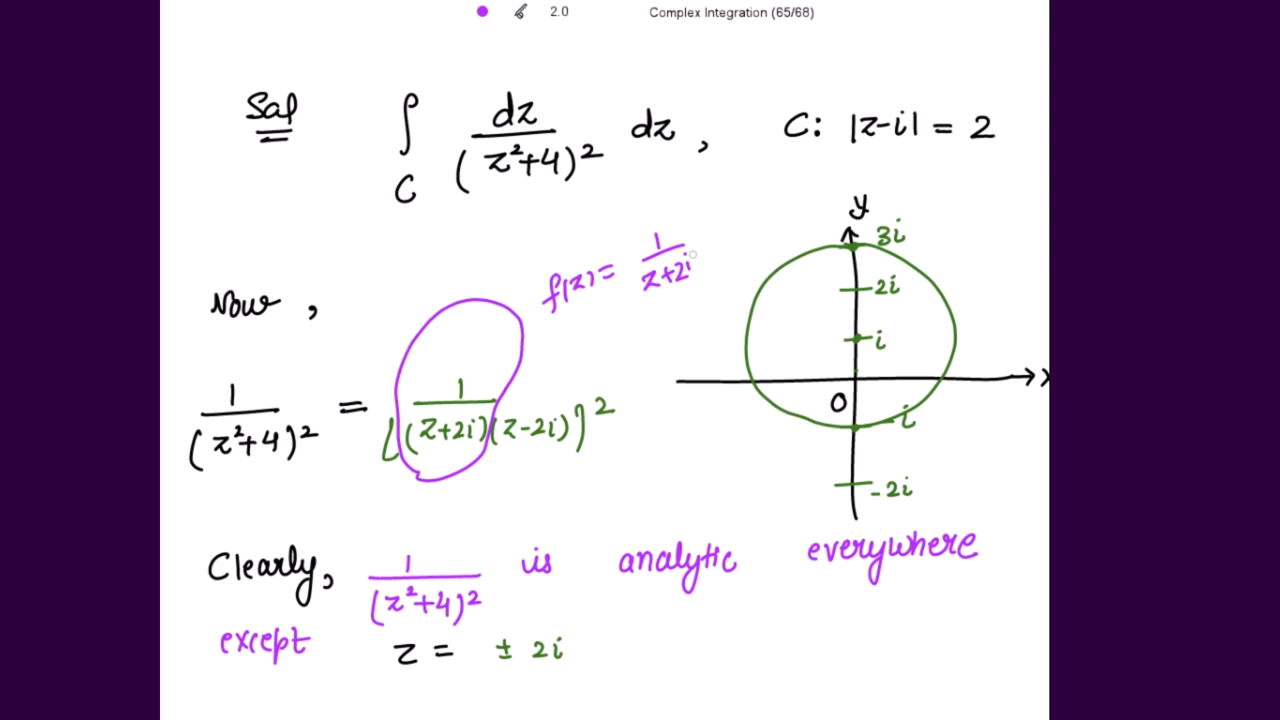 2.0 Complex Integration (65/68)
Sol ∫_C dz/(z²+4)² dz, C: |z-i| = 2
y
3i
2i
i
x
0
-i
-2i
f(z) = 1/(z+2i
Now,
1/(z²+4)² = 1/[(z+2i)(z-2i)]²
Clearly, 1/(z²+4)² is analytic everywhere
except z = ± 2i